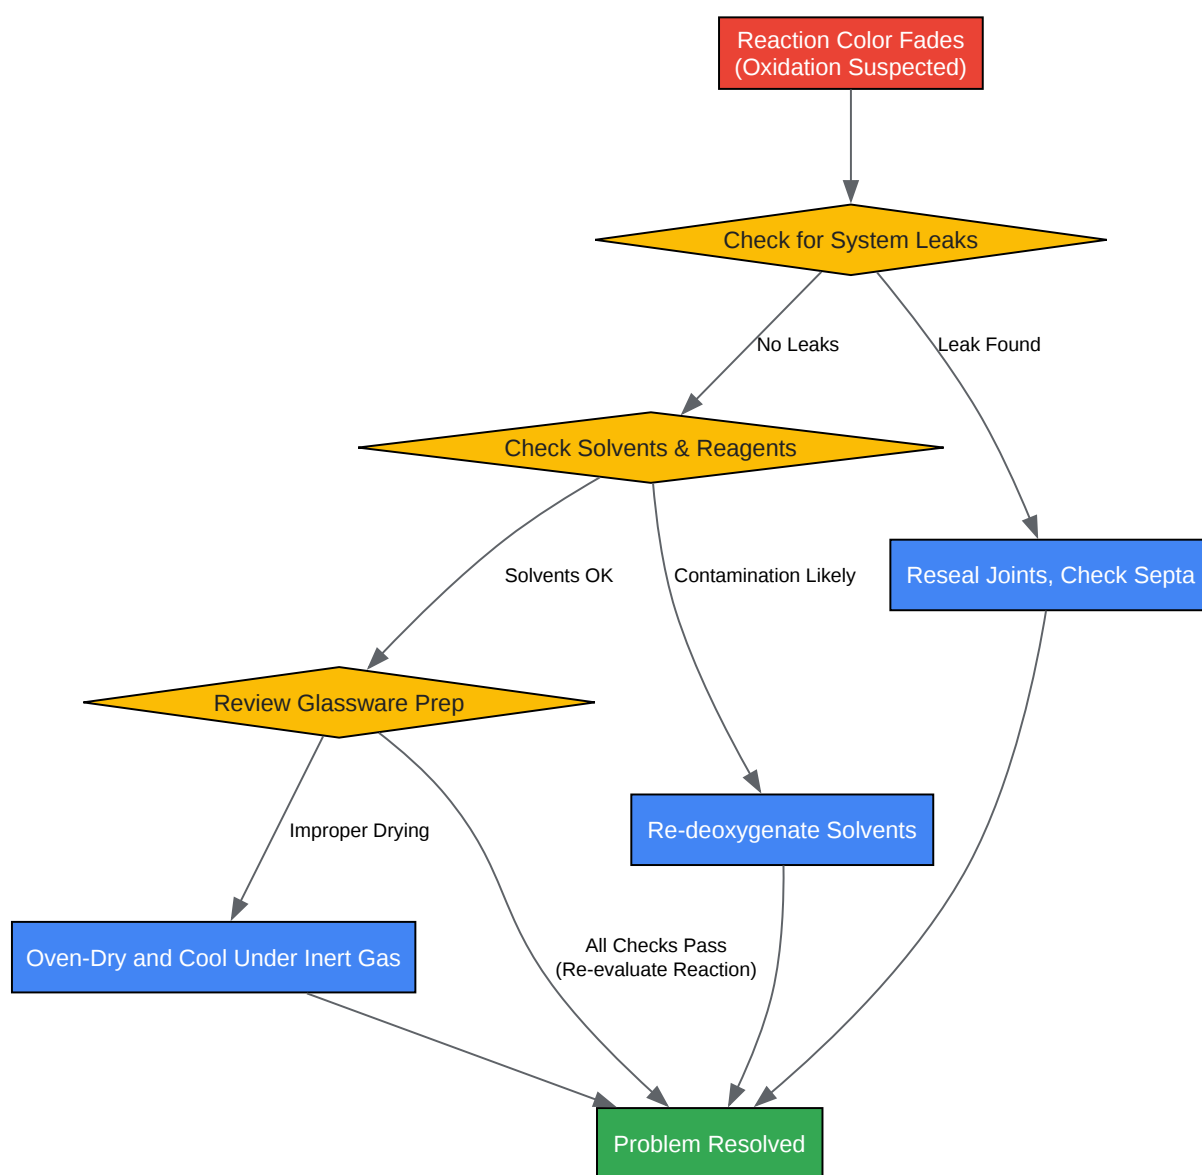 Reaction Color Fades
(Oxidation Suspected)
Check for System Leaks
No Leaks
Leak Found
Check Solvents & Reagents
Solvents OK
Contamination Likely
Reseal Joints, Check Septa
Review Glassware Prep
Improper Drying
Re-deoxygenate Solvents
All Checks Pass
(Re-evaluate Reaction)
Oven-Dry and Cool Under Inert Gas
Problem Resolved